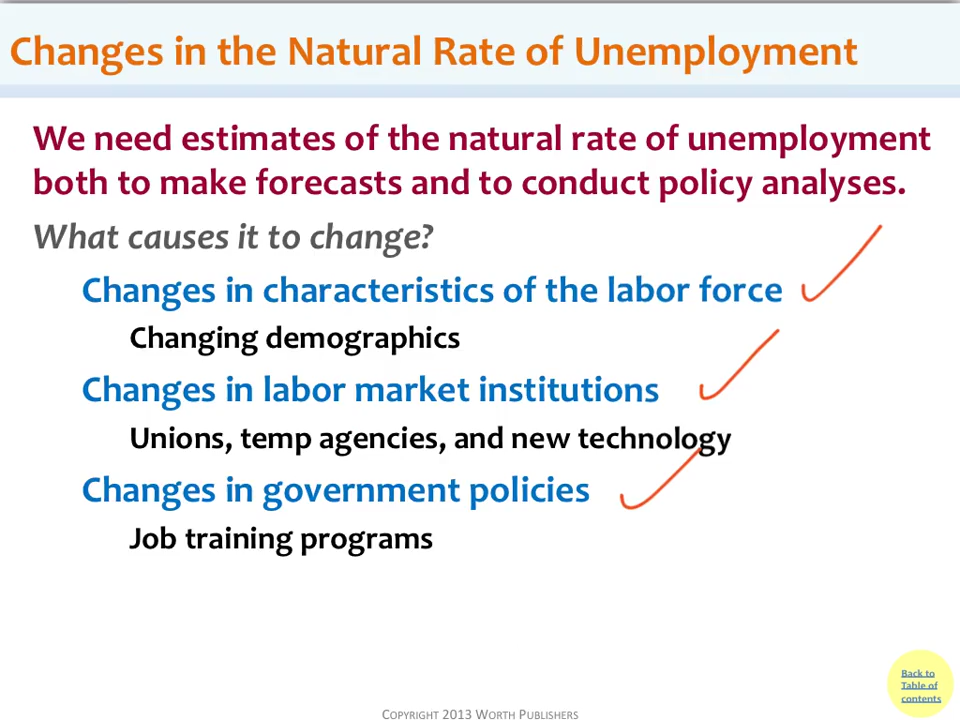 Changes in the Natural Rate of Unemployment
We need estimates of the natural rate of unemployment
both to make forecasts and to conduct policy analyses.
What causes it to change?
Changes in characteristics of the labor force
Changing demographics
Changes in labor market institutions
Unions, temp agencies, and new technology
Changes in government policies
Job training programs
Back to
Table of
contents
Copyright 2013 Worth Publishers